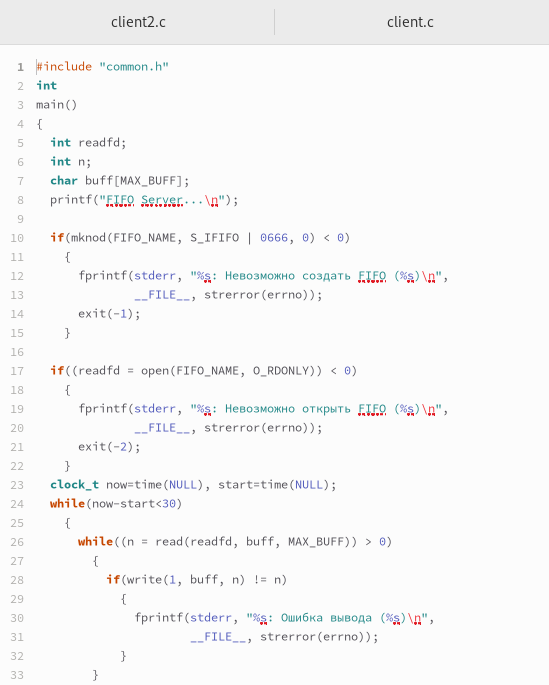 client2.c client.c
1 #include "common.h"
2 int
3 main()
4 {
5   int readfd;
6   int n;
7   char buff[MAX_BUFF];
8   printf("FIFO Server...\n");
9
10   if(mknod(FIFO_NAME, S_IFIFO | 0666, 0) < 0)
11     {
12       fprintf(stderr, "%s: Невозможно создать FIFO (%s)\n",
13               __FILE__, strerror(errno));
14       exit(-1);
15     }
16
17   if((readfd = open(FIFO_NAME, O_RDONLY)) < 0)
18     {
19       fprintf(stderr, "%s: Невозможно открыть FIFO (%s)\n",
20               __FILE__, strerror(errno));
21       exit(-2);
22     }
23   clock_t now=time(NULL), start=time(NULL);
24   while(now-start<30)
25     {
26       while((n = read(readfd, buff, MAX_BUFF)) > 0)
27         {
28           if(write(1, buff, n) != n)
29             {
30               fprintf(stderr, "%s: Ошибка вывода (%s)\n",
31                       __FILE__, strerror(errno));
32             }
33         }